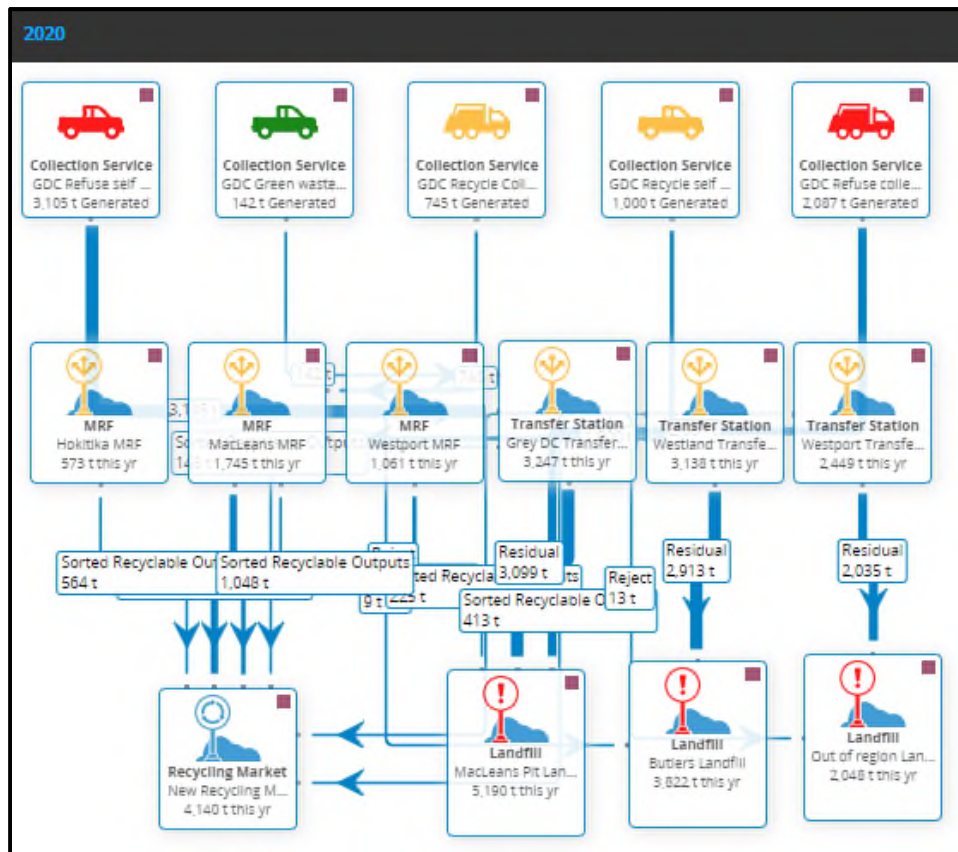 2020
Collection Service
GDC Refuse self ...
3,105 t Generated
Collection Service
GDC Green waste...
142 t Generated
Collection Service
GDC Recycle Coll...
745 t Generated
Collection Service
GDC Recycle self ...
1,000 t Generated
Collection Service
GDC Refuse colle...
2,087 t Generated
MRF
Hokitika MRF
573 t this yr
MRF
MacLeans MRF
1,745 t this yr
MRF
Westport MRF
1,061 t this yr
Transfer Station
Grey DC Transfer...
3,247 t this yr
Transfer Station
Westland Transfe...
3,138 t this yr
Transfer Station
Westport Transfe...
2,449 t this yr
142 t
Sorted Recyclable
564 t
Sorted Recyclable Outputs
1,048 t
9 t
225 t
Residual
3,099 t
Sorted Recyclable
413 t
Reject
13 t
Residual
2,913 t
Residual
2,035 t
Recycling Market
New Recycling M...
4,140 t this yr
Landfill
MacLeans Pit Lan...
5,190 t this yr
Landfill
Butlers Landfill
3,822 t this yr
Landfill
Out of region Lan...
2,048 t this yr